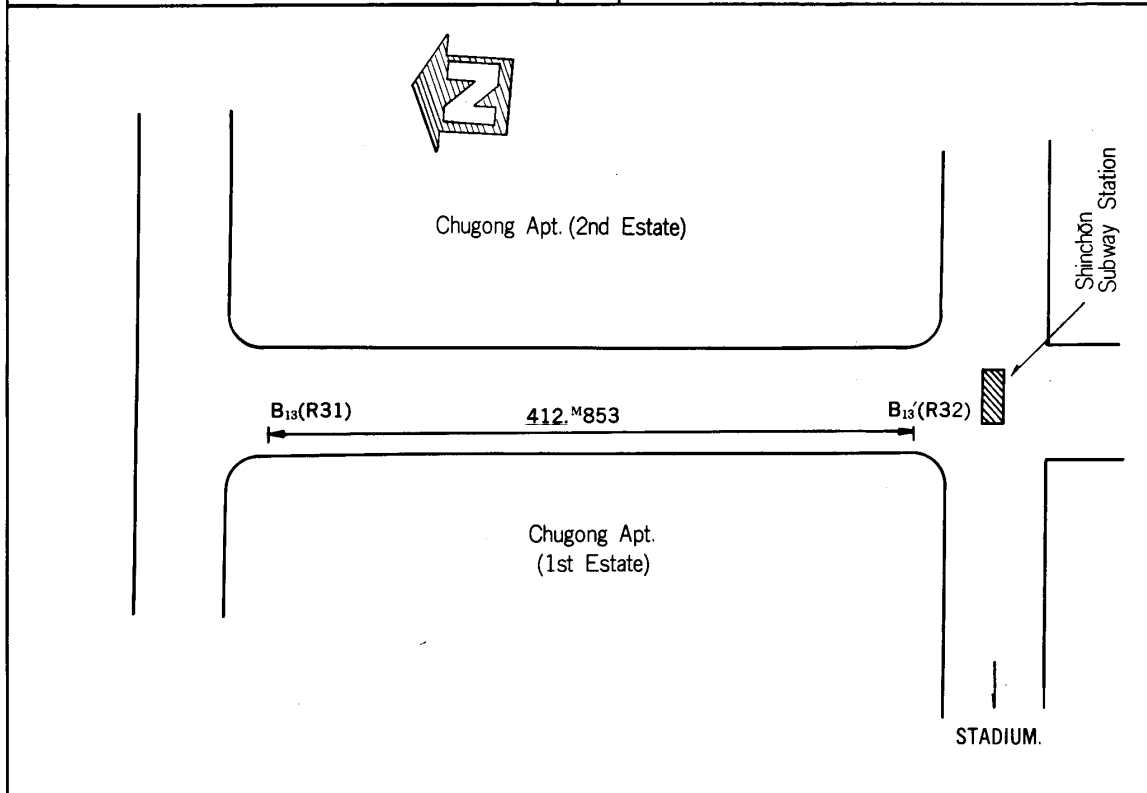 N
Chugong Apt. (2nd Estate)
Shinchŏn
Subway Station
B₁₃(R31)
412.ᴹ853
B₁₃′(R32)
Chugong Apt.
(1st Estate)
STADIUM.